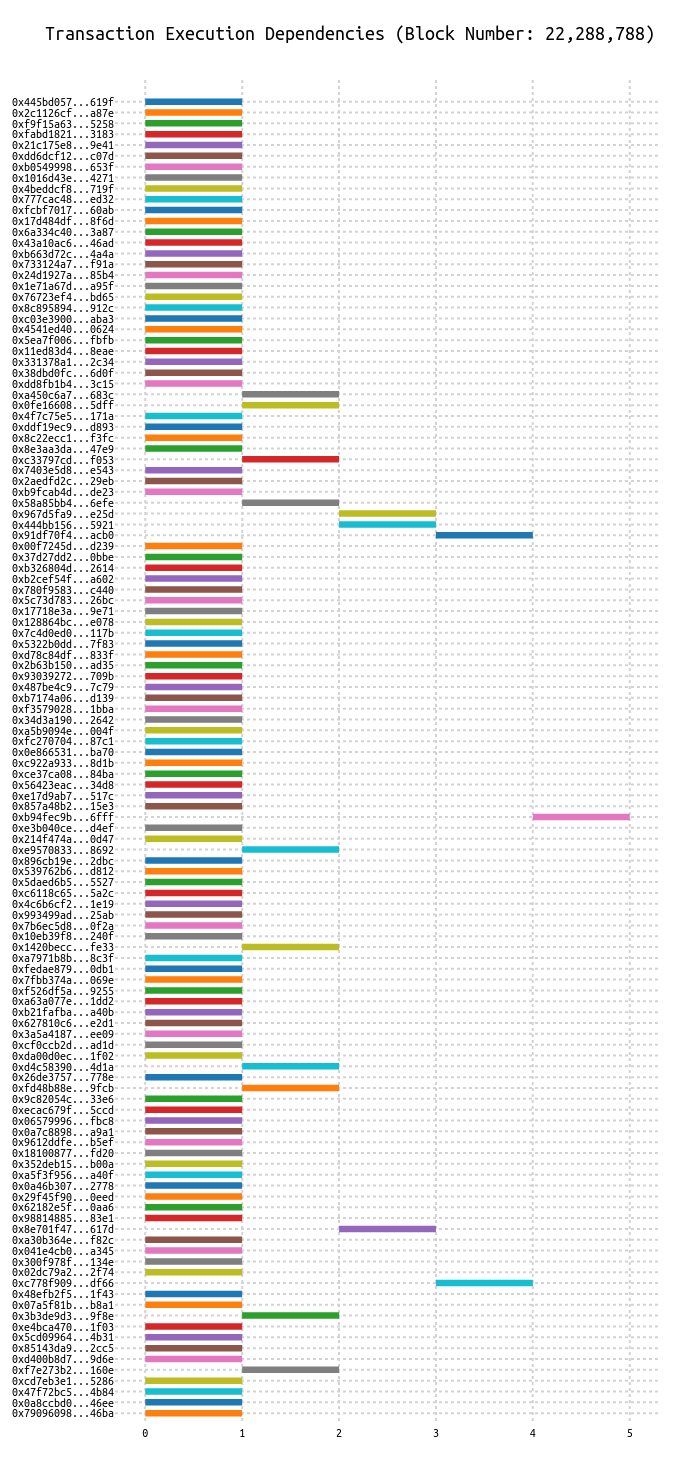 Transaction Execution Dependencies (Block Number: 22,288,788)
0x445bd057...619f
0x2c1126cf...a87e
0xf9f15a63...5258
0xfabd1821...3183
0x21c175e8...9e41
0xdd6dcf12...c07d
0xb0549998...653f
0x1016d43e...4271
0x4beddcf8...719f
0x777cac48...ed32
0xfcbf7017...60ab
0x17d484df...8f6d
0x6a334c40...3a87
0x43a10ac6...46ad
0xb663d72c...4a4a
0x733124a7...f91a
0x24d1927a...85b4
0x1e71a67d...a95f
0x76723ef4...bd65
0x8c895894...912c
0xc03e3900...aba3
0x4541ed40...0624
0x5ea7f006...fbfb
0x11ed83d4...8eae
0x331378a1...2c34
0x38dbd0fc...6d0f
0xdd8fb1b4...3c15
0xa450c6a7...683c
0x0fe16608...5dff
0x4f7c75e5...171a
0xddf19ec9...d893
0x8c22ecc1...f3fc
0x8e3aa3da...47e9
0xc33797cd...f053
0x7403e5d8...e543
0x2aedfd2c...29eb
0xb9fcab4d...de23
0x58a85bb4...6efe
0x967d5fa9...e25d
0x444bb156...5921
0x91df70f4...acb0
0x00f7245d...d239
0x37d27dd2...0bbe
0xb326804d...2614
0xb2cef54f...a602
0x780f9583...c440
0x5c73d783...26bc
0x17718e3a...9e71
0x128864bc...e078
0x7c4d0ed0...117b
0x5322b0dd...7f83
0xd78c84df...833f
0x2b63b150...ad35
0x93039272...709b
0x487be4c9...7c79
0xb7174a06...d139
0xf3579028...1bba
0x34d3a190...2642
0xa5b9094e...004f
0xfc270704...87c1
0x0e866531...ba70
0xc922a933...8d1b
0xce37ca08...84ba
0x56423eac...34d8
0xe17d9ab7...517c
0x857a48b2...15e3
0xb94fec9b...6fff
0xe3b040ce...d4ef
0x214f474a...0d47
0xe9570833...8692
0x896cb19e...2dbc
0x539762b6...d812
0x5daed6b5...5527
0xc6118c65...5a2c
0x4c6b6cf2...1e19
0x993499ad...25ab
0x7b6ec5d8...0f2a
0x10eb39f8...240f
0x1420becc...fe33
0xa7971b8b...8c3f
0xfedae879...0db1
0x7fbb374a...069e
0xf526df5a...9255
0xa63a077e...1dd2
0xb21fafba...a40b
0x627810c6...e2d1
0x3a5a4187...ee09
0xcf0ccb2d...ad1d
0xda00d0ec...1f02
0xd4c58390...4d1a
0x26de3757...778e
0xfd48b88e...9fcb
0x9c82054c...33e6
0xecac679f...5ccd
0x06579996...fbc8
0x0a7c8898...a9a1
0x9612ddfe...b5ef
0x18100877...fd20
0x352deb15...b00a
0xa5f3f956...a40f
0x0a46b307...2778
0x29f45f90...0eed
0x62182e5f...0aa6
0x98814885...83e1
0x8e701f47...617d
0xa30b364e...f82c
0x041e4cb0...a345
0x300f978f...134e
0x02dc79a2...2f74
0xc778f909...df66
0x48efb2f5...1f43
0x07a5f81b...b8a1
0x3b3de9d3...9f8e
0xe4bca470...1f03
0x5cd09964...4b31
0x85143da9...2cc5
0xd400b8d7...9d6e
0xf7e273b2...160e
0xcd7eb3e1...5286
0x47f72bc5...4b84
0x0a8ccbd0...46ee
0x79096098...46ba
0 1 2 3 4 5